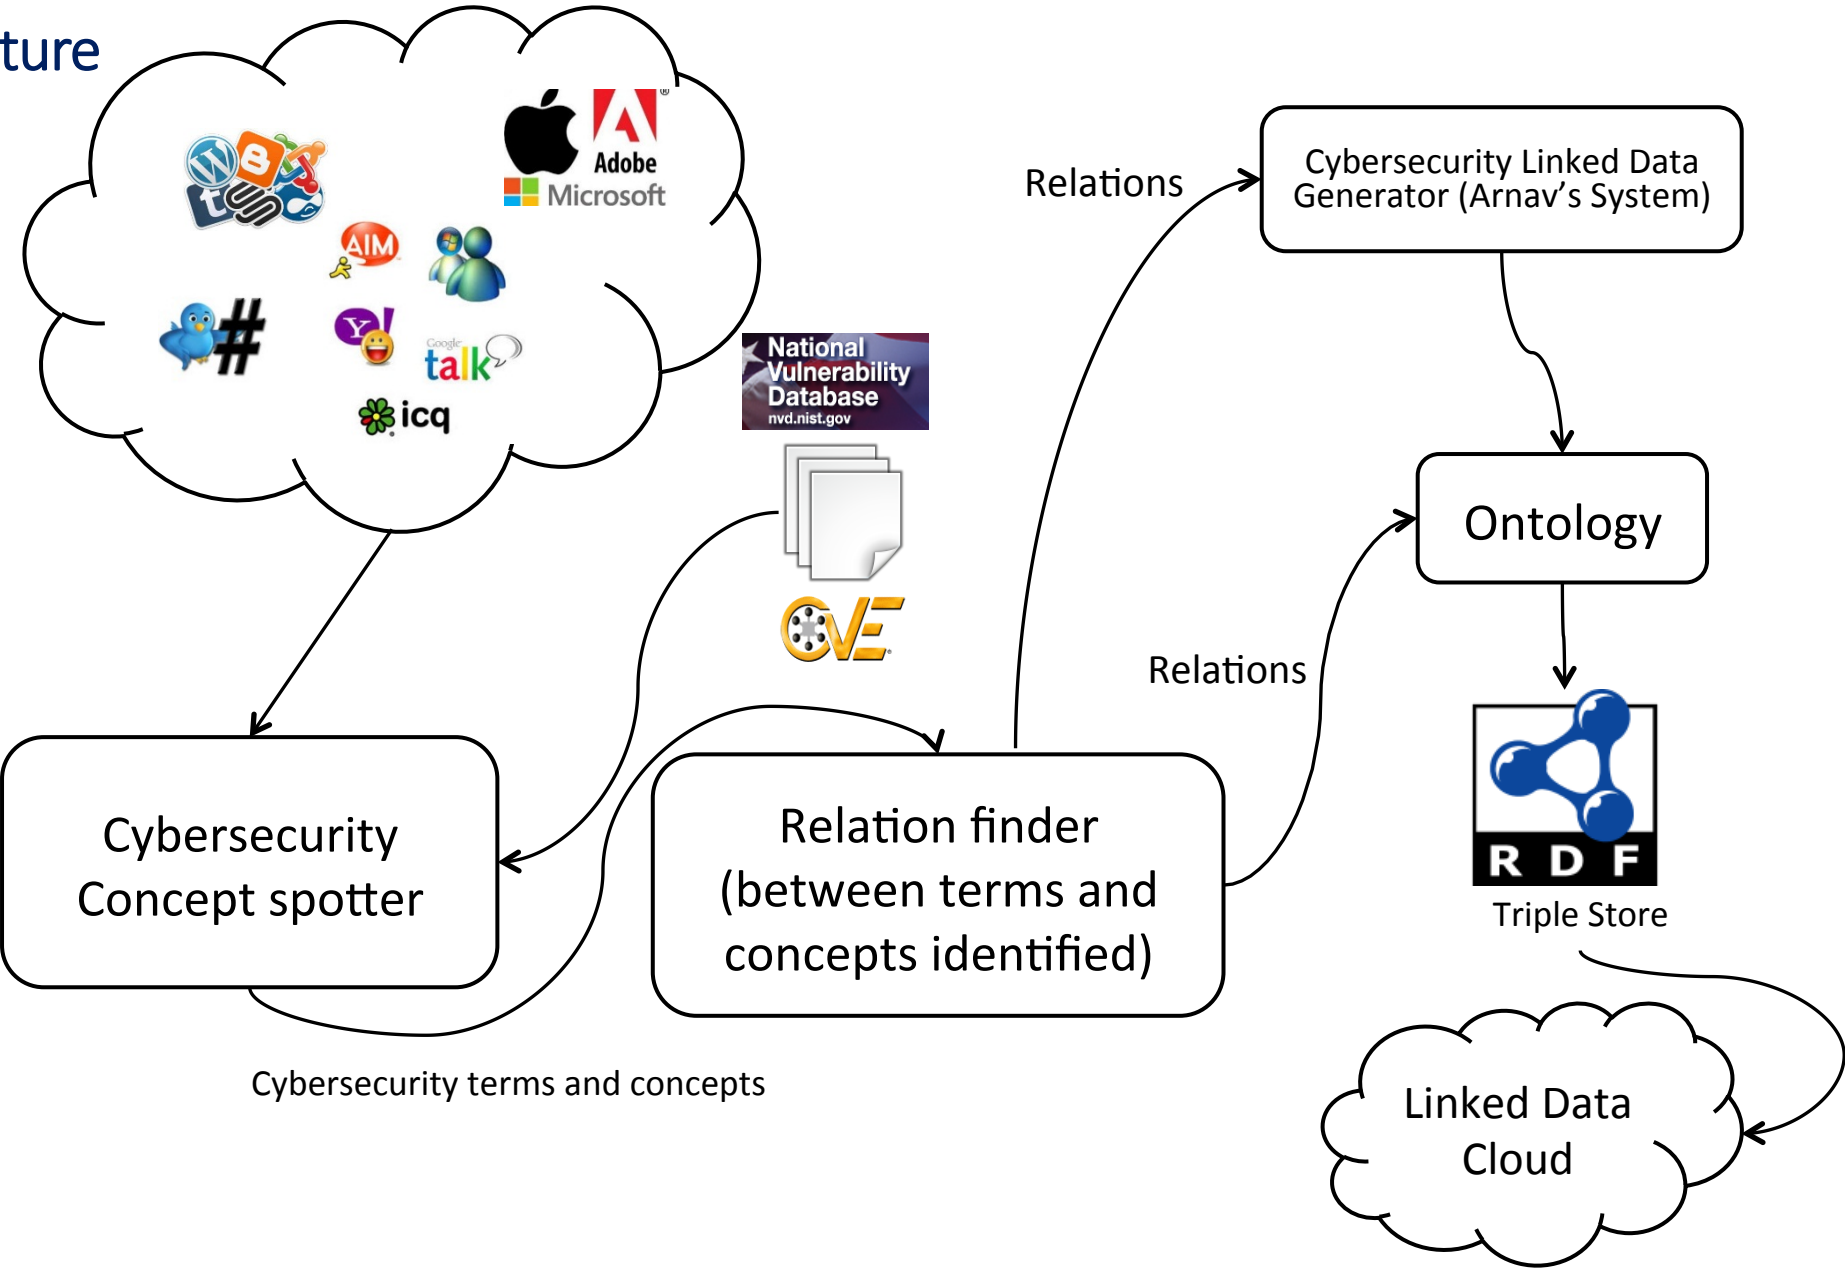 ture
Adobe
Microsoft
AIM
Y!
Google
talk
icq
National
Vulnerability
Database
nvd.nist.gov
CVE
Relations
Cybersecurity Linked Data
Generator (Arnav's System)
Ontology
Relations
RDF
Triple Store
Cybersecurity
Concept spotter
Relation finder
(between terms and
concepts identified)
Cybersecurity terms and concepts
Linked Data
Cloud